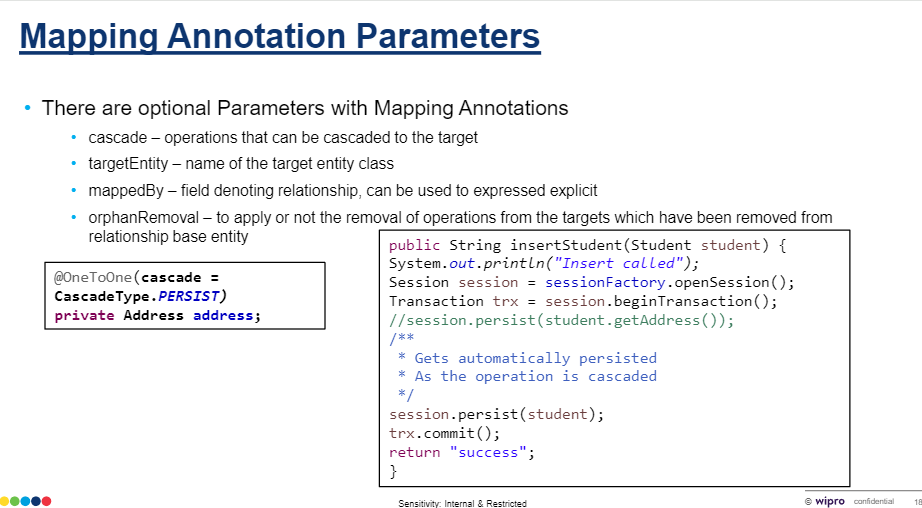 Mapping Annotation Parameters
• There are optional Parameters with Mapping Annotations
• cascade – operations that can be cascaded to the target
• targetEntity – name of the target entity class
• mappedBy – field denoting relationship, can be used to expressed explicit
• orphanRemoval – to apply or not the removal of operations from the targets which have been removed from
relationship base entity
@OneToOne(cascade =
CascadeType.PERSIST)
private Address address;
public String insertStudent(Student student) {
System.out.println("Insert called");
Session session = sessionFactory.openSession();
Transaction trx = session.beginTransaction();
//session.persist(student.getAddress());
/**
* Gets automatically persisted
* As the operation is cascaded
*/
session.persist(student);
trx.commit();
return "success";
}
Sensitivity: Internal & Restricted
© wipro confidential